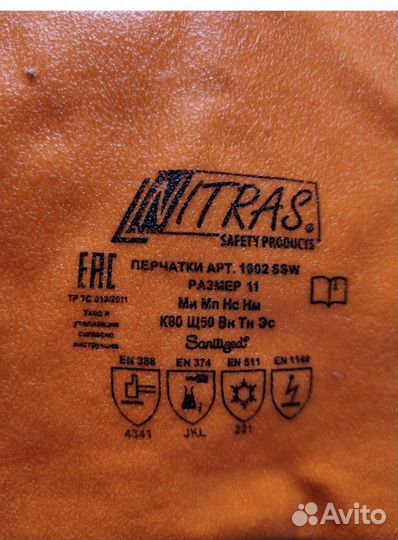 NITRAS®
SAFETY PRODUCTS
ЕАС
ТР ТС 019/2011
Уход и
утилизация
согласно
инструкции
ПЕРЧАТКИ АРТ. 1602 SSW
РАЗМЕР 11
Ми Мп Нс Нм
К80 Щ50 Вн Тн Эс
Sanitized®
EN 388
EN 374
EN 511
EN 1149
4341
JKL
221
Avito